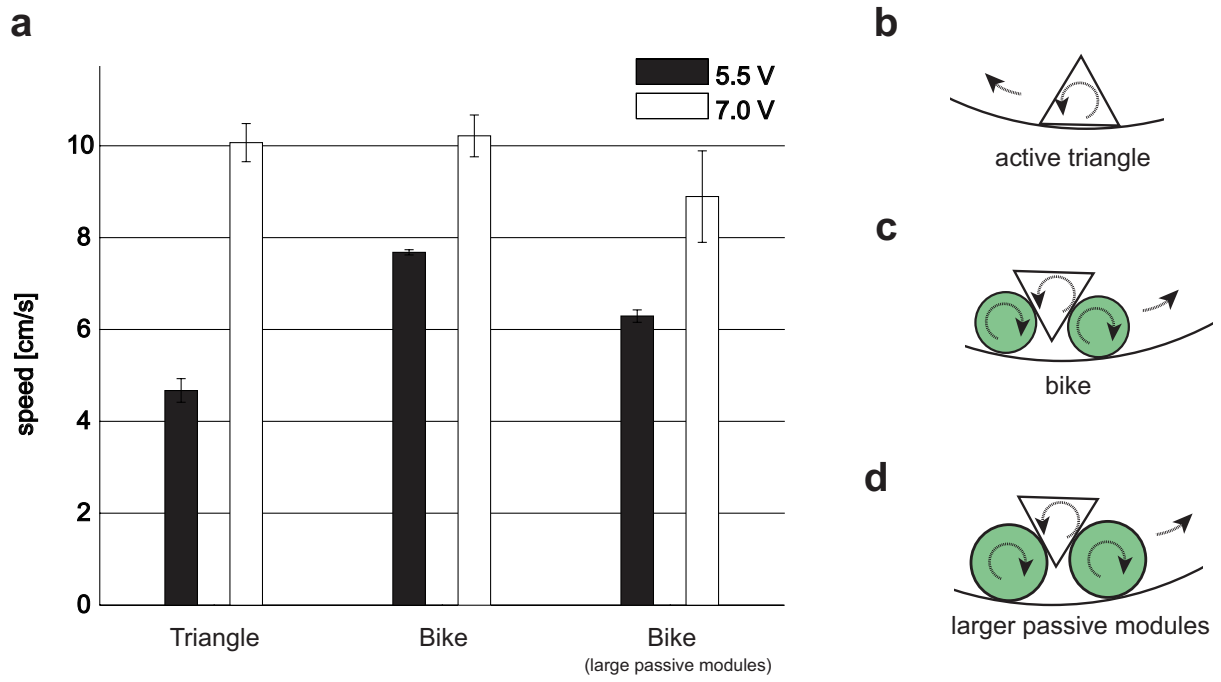 a
5.5 V
7.0 V
speed [cm/s]
10
8
6
4
2
0
Triangle
Bike
Bike
(large passive modules)
b
active triangle
c
bike
d
larger passive modules